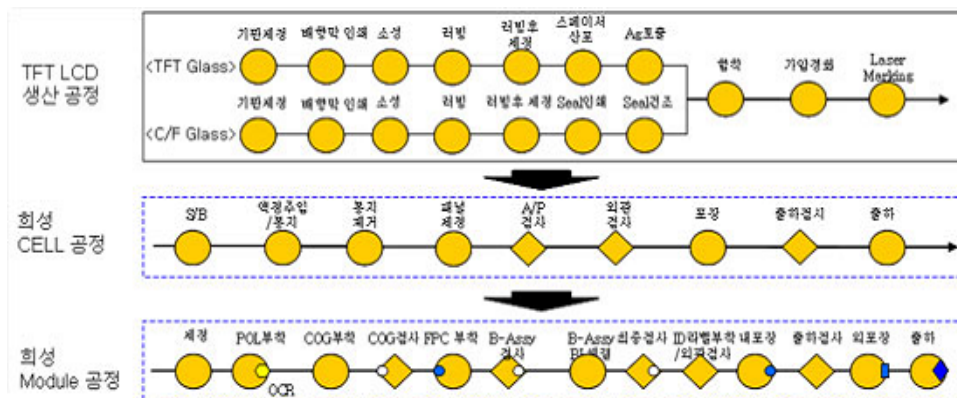 TFT LCD
생산 공정
<TFT Glass>
기판세정
배향막 인쇄
소성
러빙
러빙후
세정
스페이서
산포
Ag도출
<C/F Glass>
기판세정
배향막 인쇄
소성
러빙
러빙후 세정
Seal인쇄
Seal건조
합착
가압경화
Laser
Marking
희성
CELL 공정
S/B
액정주입
/봉지
봉지
제거
패널
세정
A/P
검사
외관
검사
포장
출하검사
출하
희성
Module 공정
세정
POL부착
OCR
COG부착
COG검사
FPC 부착
B-Assy
검사
B-Assy
최종검사
ID라벨부착
/외관검사
내포장
출하검사
외포장
출하